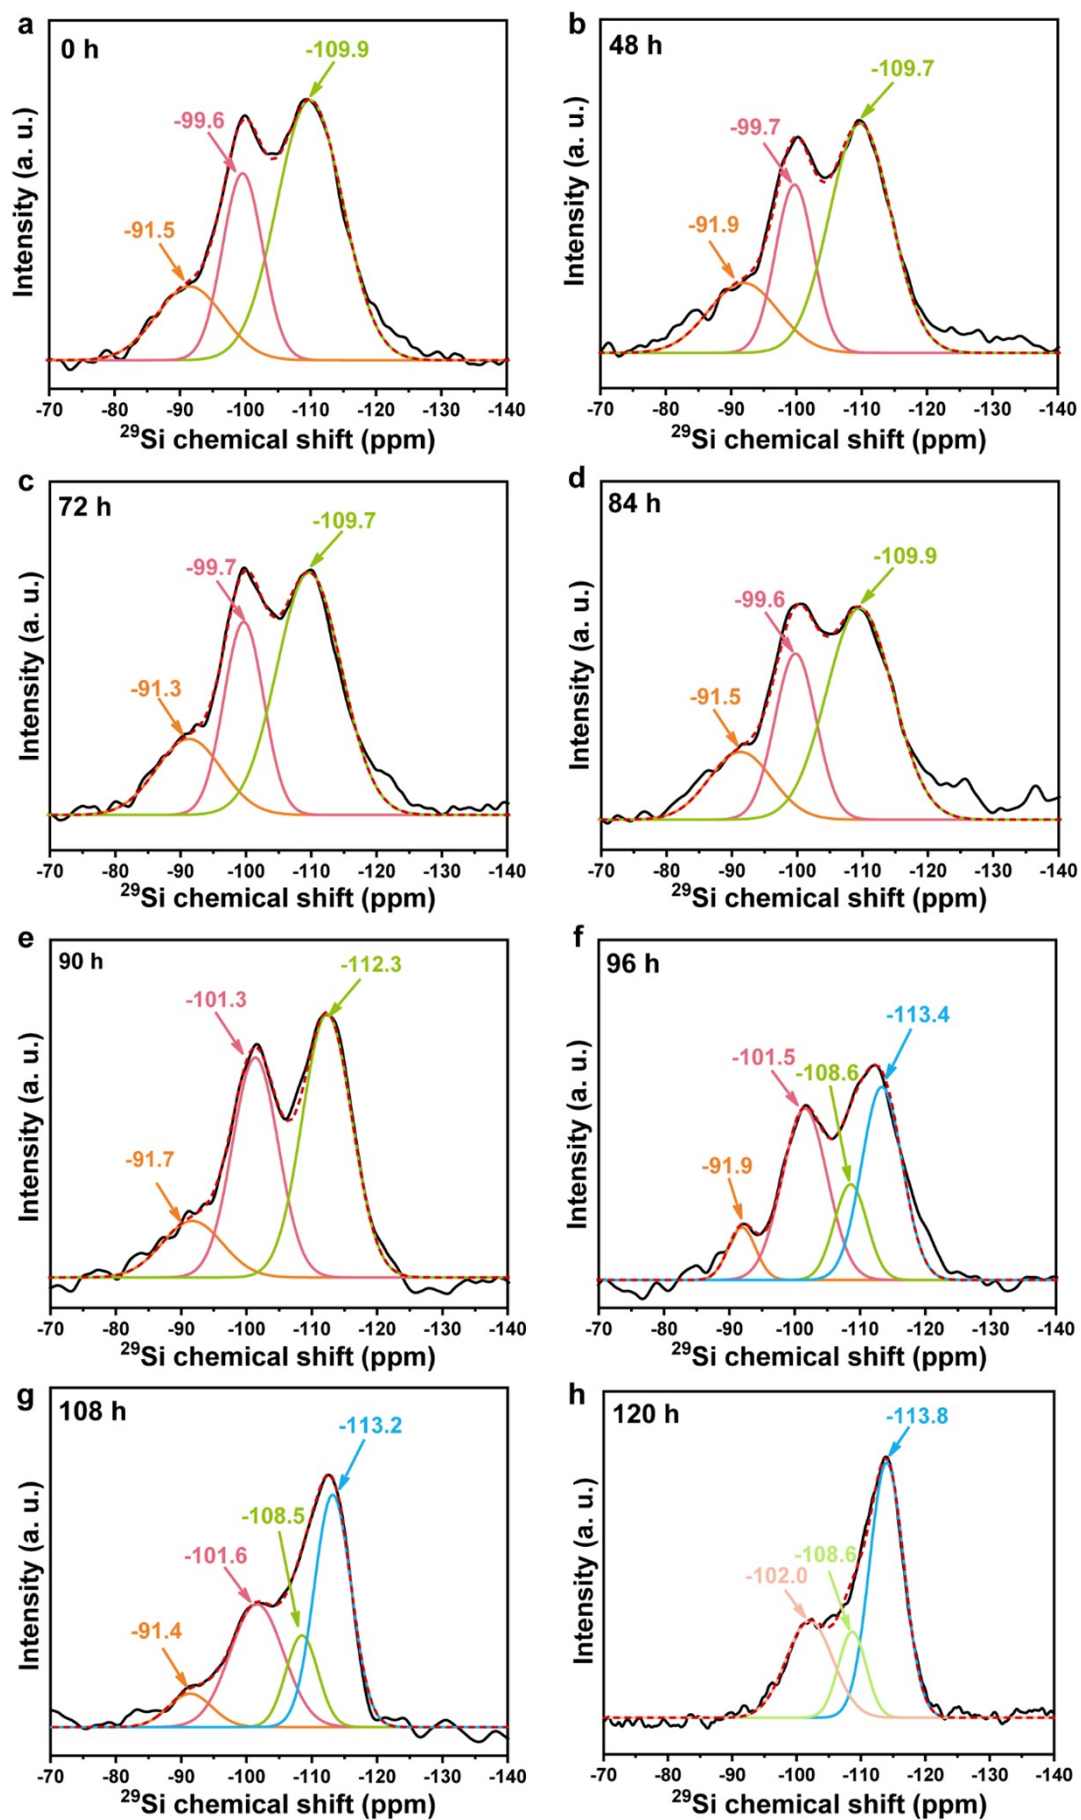 a
0 h
-109.9
-99.6
-91.5
Intensity (a. u.)
-70 -80 -90 -100 -110 -120 -130 -140
²⁹Si chemical shift (ppm)
b
48 h
-109.7
-99.7
-91.9
Intensity (a. u.)
-70 -80 -90 -100 -110 -120 -130 -140
²⁹Si chemical shift (ppm)
c
72 h
-109.7
-99.7
-91.3
Intensity (a. u.)
-70 -80 -90 -100 -110 -120 -130 -140
²⁹Si chemical shift (ppm)
d
84 h
-109.9
-99.6
-91.5
Intensity (a. u.)
-70 -80 -90 -100 -110 -120 -130 -140
²⁹Si chemical shift (ppm)
e
90 h
-112.3
-101.3
-91.7
Intensity (a. u.)
-70 -80 -90 -100 -110 -120 -130 -140
²⁹Si chemical shift (ppm)
f
96 h
-113.4
-101.5
-108.6
-91.9
Intensity (a. u.)
-70 -80 -90 -100 -110 -120 -130 -140
²⁹Si chemical shift (ppm)
g
108 h
-113.2
-108.5
-101.6
-91.4
Intensity (a. u.)
-70 -80 -90 -100 -110 -120 -130 -140
²⁹Si chemical shift (ppm)
h
120 h
-113.8
-108.6
-102.0
Intensity (a. u.)
-70 -80 -90 -100 -110 -120 -130 -140
²⁹Si chemical shift (ppm)